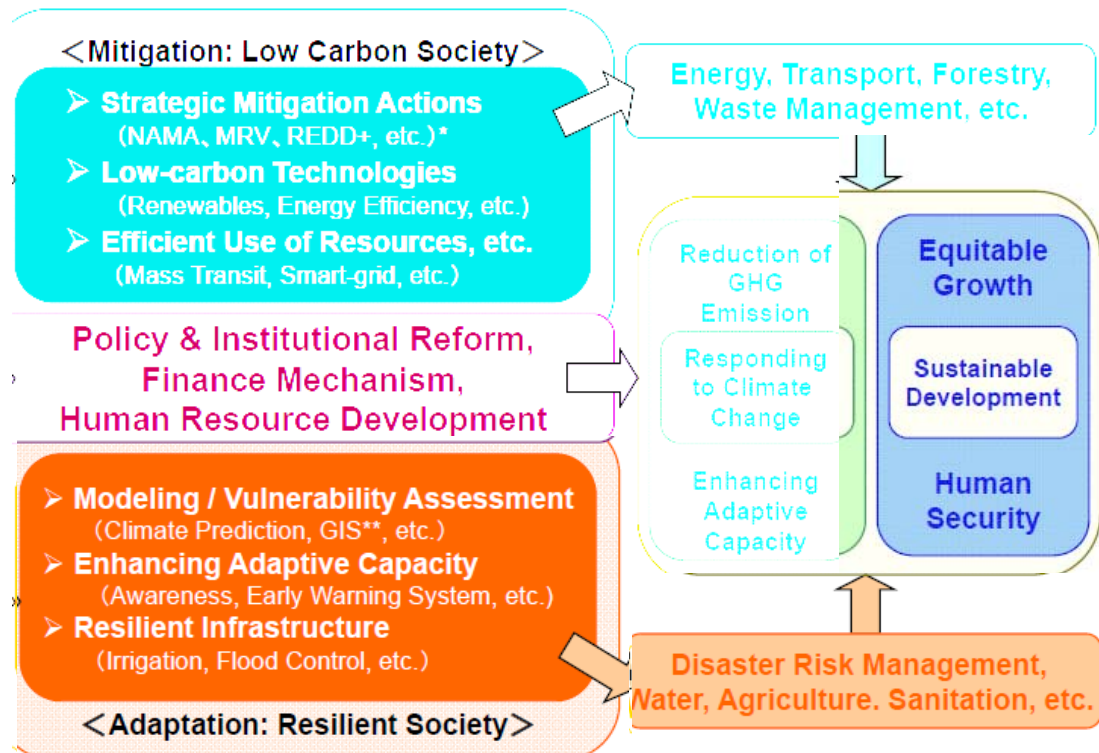 ＜Mitigation: Low Carbon Society＞
➢ Strategic Mitigation Actions
（NAMA、MRV、REDD+, etc.）*
➢ Low-carbon Technologies
（Renewables, Energy Efficiency, etc.）
➢ Efficient Use of Resources, etc.
（Mass Transit, Smart-grid, etc.）
Policy & Institutional Reform,
Finance Mechanism,
Human Resource Development
➢ Modeling / Vulnerability Assessment
（Climate Prediction, GIS**, etc.）
➢ Enhancing Adaptive Capacity
（Awareness, Early Warning System, etc.）
➢ Resilient Infrastructure
（Irrigation, Flood Control, etc.）
＜Adaptation: Resilient Society＞
Energy, Transport, Forestry,
Waste Management, etc.
Reduction of
GHG
Emission
Responding
to Climate
Change
Enhancing
Adaptive
Capacity
Equitable
Growth
Sustainable
Development
Human
Security
Disaster Risk Management,
Water, Agriculture. Sanitation, etc.